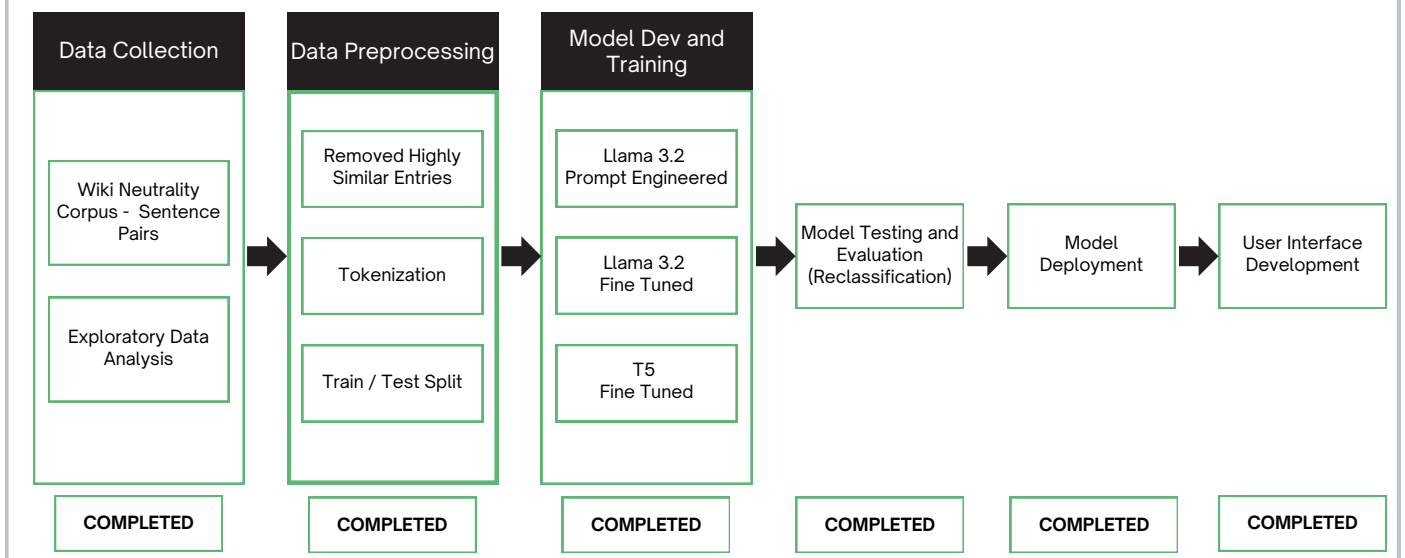 Data Collection
Wiki Neutrality
Corpus - Sentence
Pairs
Exploratory Data
Analysis
COMPLETED
Data Preprocessing
Removed Highly
Similar Entries
Tokenization
Train / Test Split
COMPLETED
Model Dev and
Training
Llama 3.2
Prompt Engineered
Llama 3.2
Fine Tuned
T5
Fine Tuned
COMPLETED
Model Testing and
Evaluation
(Reclassification)
COMPLETED
Model
Deployment
COMPLETED
User Interface
Development
COMPLETED